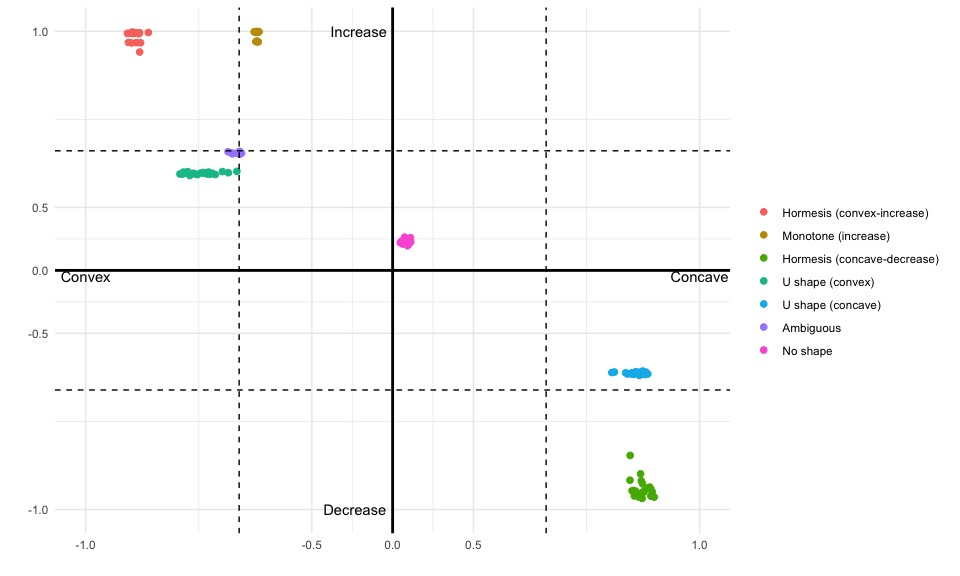 1.0
Increase
0.5
0.0
Convex
Concave
-0.5
-1.0
Decrease
-1.0
-0.5
0.0
0.5
1.0
Hormesis (convex-increase)
Monotone (increase)
Hormesis (concave-decrease)
U shape (convex)
U shape (concave)
Ambiguous
No shape